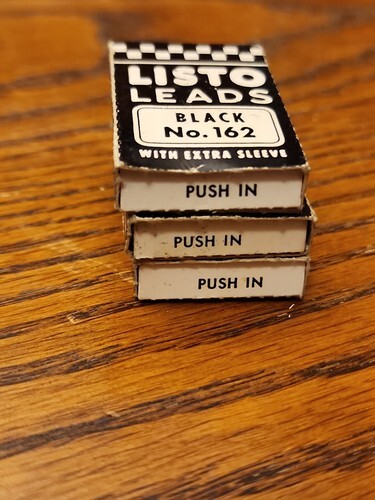 LISTO
LEADS
BLACK
No. 162
WITH EXTRA SLEEVE
PUSH IN
PUSH IN
PUSH IN